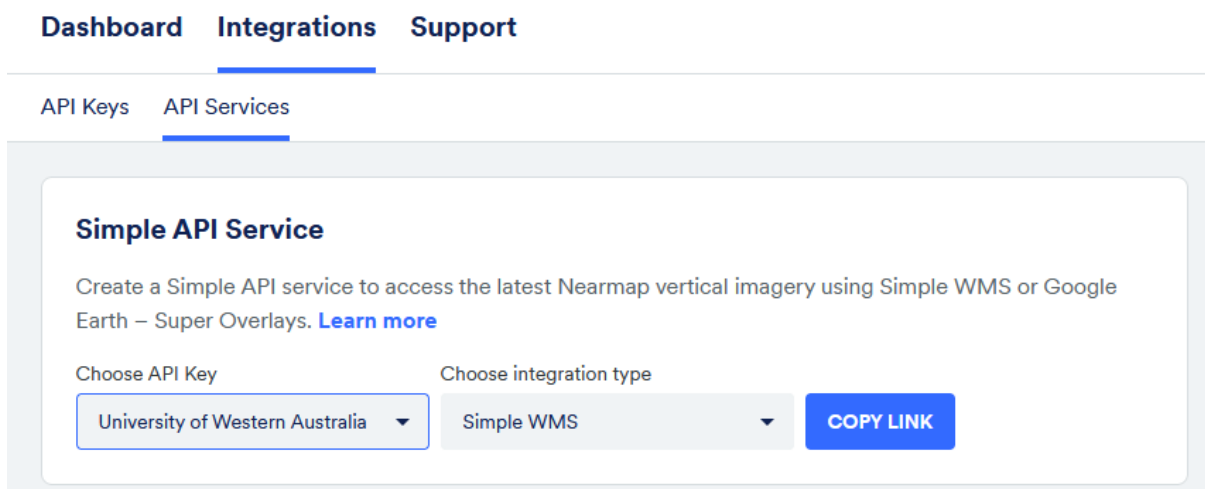 Dashboard Integrations Support
API Keys API Services
Simple API Service
Create a Simple API service to access the latest Nearmap vertical imagery using Simple WMS or Google
Earth – Super Overlays. Learn more
Choose API Key Choose integration type
University of Western Australia Simple WMS COPY LINK